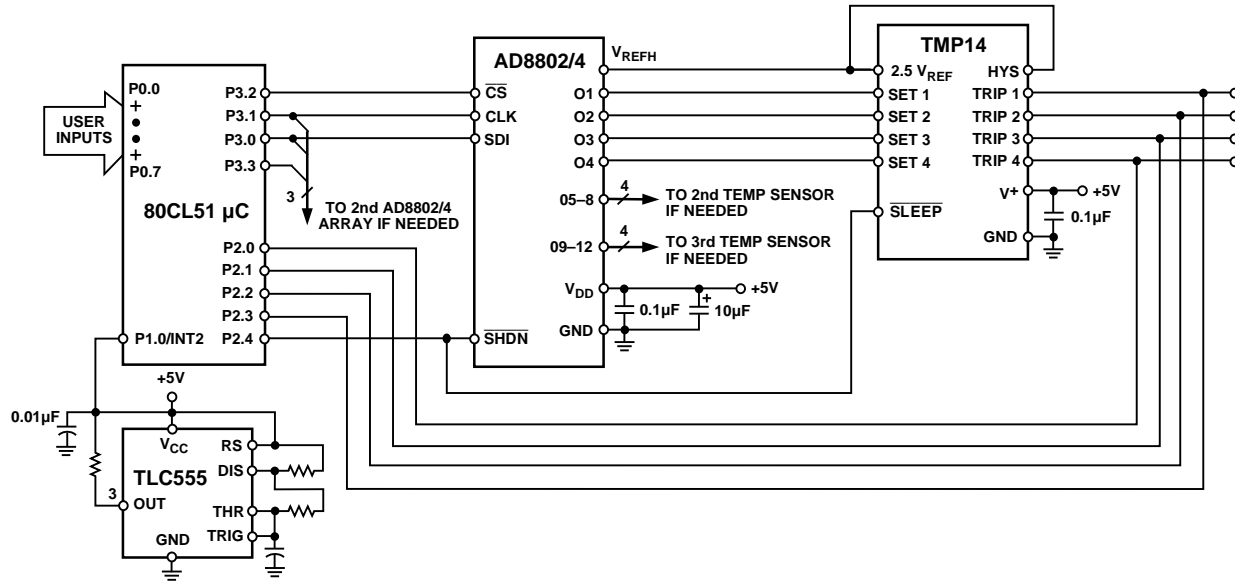 P0.0
+
+
P0.7
USER
INPUTS
80CL51 µC
P3.2
P3.1
P3.0
P3.3
P2.0
P2.1
P2.2
P2.3
P2.4
P1.0/INT2
3
TO 2nd AD8802/4
ARRAY IF NEEDED
AD8802/4
CS
CLK
SDI
SHDN
VREFH
O1
O2
O3
O4
05–8
09–12
VDD
GND
4
TO 2nd TEMP SENSOR
IF NEEDED
4
TO 3rd TEMP SENSOR
IF NEEDED
+5V
0.1µF
+
10µF
TMP14
2.5 VREF
SET 1
SET 2
SET 3
SET 4
SLEEP
HYS
TRIP 1
TRIP 2
TRIP 3
TRIP 4
V+
GND
+5V
0.1µF
+5V
0.01µF
VCC
RS
DIS
TLC555
3
OUT
THR
TRIG
GND